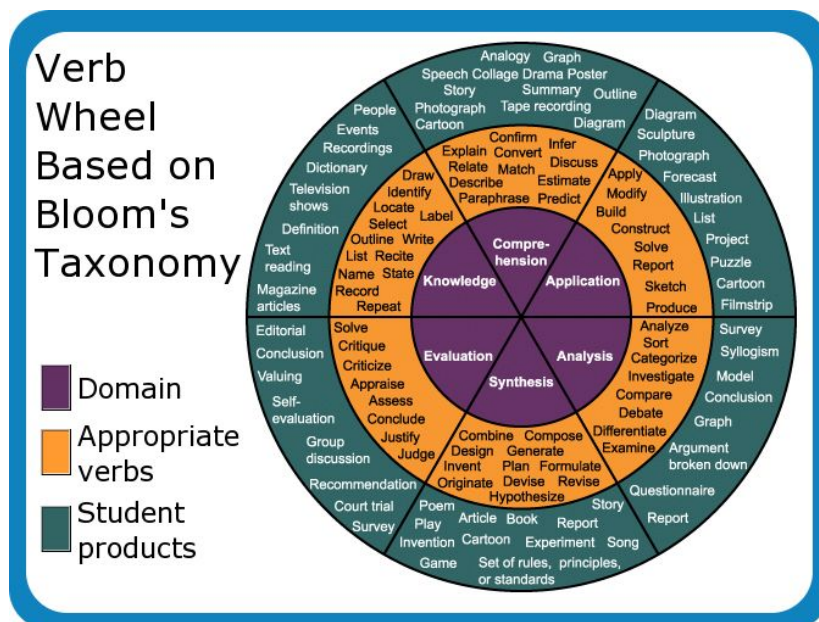 Verb
Wheel
Based on
Bloom's
Taxonomy
Domain
Appropriate
verbs
Student
products
Knowledge
Compre-
hension
Application
Analysis
Synthesis
Evaluation
Draw
Identify
Locate
Select Label
Outline Write
List Recite
Name State
Record
Repeat
Confirm
Explain Convert Infer
Relate Match Discuss
Describe Estimate
Paraphrase Predict
Apply
Modify
Build
Construct
Solve
Report
Sketch
Produce
Analyze
Sort
Categorize
Investigate
Compare
Debate
Differentiate
Examine
Combine Compose
Design Generate
Invent Plan Formulate
Originate Devise Revise
Hypothesize
Solve
Critique
Criticize
Appraise
Assess
Conclude
Justify
Judge
People
Events
Recordings
Dictionary
Television
shows
Definition
Text
reading
Magazine
articles
Analogy Graph
Speech Collage Drama Poster
Story Summary Outline
Photograph Tape recording
Cartoon Diagram
Diagram
Sculpture
Photograph
Forecast
Illustration
List
Project
Puzzle
Cartoon
Filmstrip
Survey
Syllogism
Model
Conclusion
Graph
Argument
broken down
Questionnaire
Report
Poem Story
Play Article Book Report
Invention Cartoon Experiment Song
Game Set of rules, principles,
or standards
Editorial
Conclusion
Valuing
Self-
evaluation
Group
discussion
Recommendation
Court trial
Survey